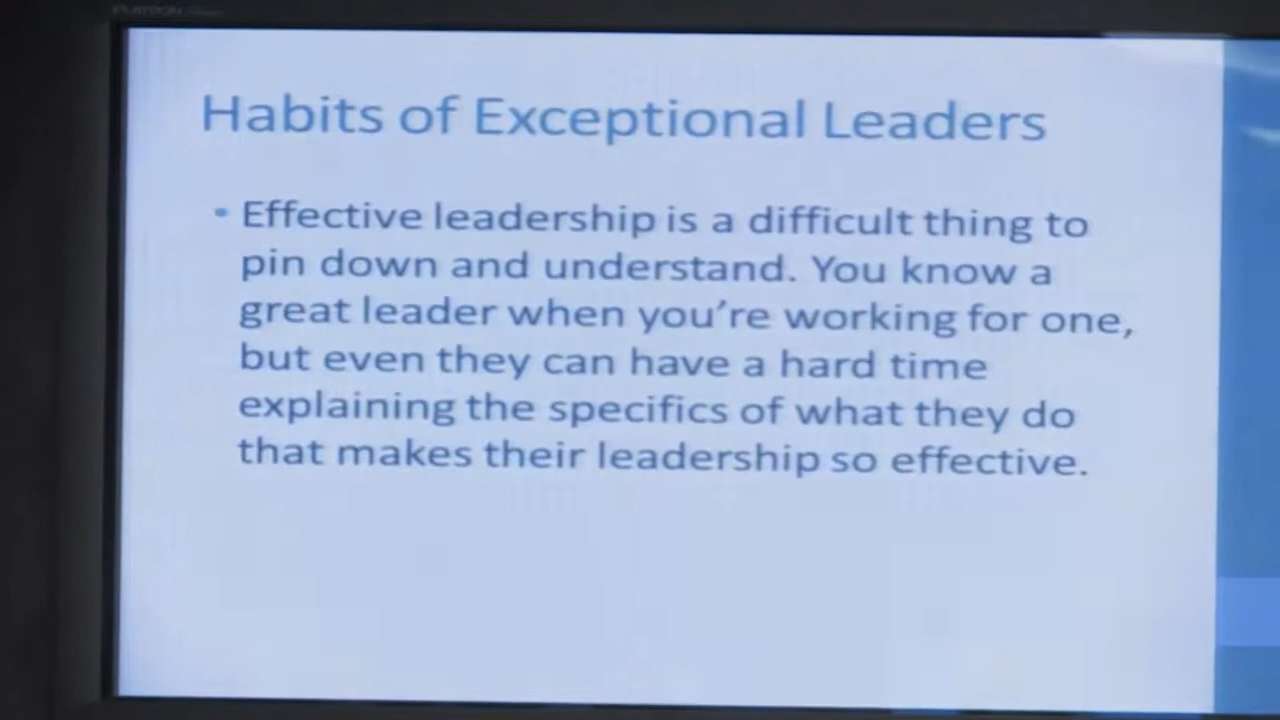 Habits of Exceptional Leaders
• Effective leadership is a difficult thing to
pin down and understand. You know a
great leader when you're working for one,
but even they can have a hard time
explaining the specifics of what they do
that makes their leadership so effective.